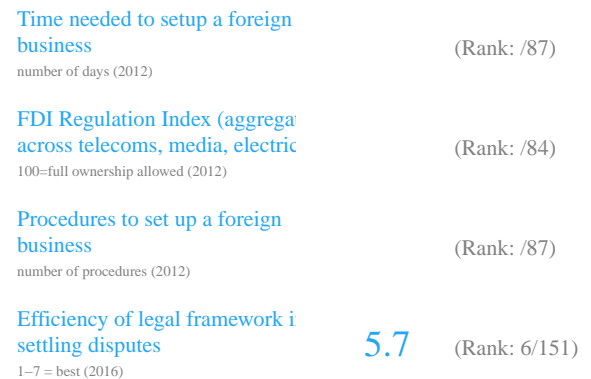 Time needed to setup a foreign
business
(Rank: /87)
number of days (2012)
FDI Regulation Index
across telecoms, media,
(Rank: /84)
100=full ownership allowed (2012)
Procedures to set up a foreign
business
(Rank: /87)
number of procedures (2012)
Efficiency of legal framework
settling disputes
5.7 (Rank: 6/151)
1–7 = best (2016)